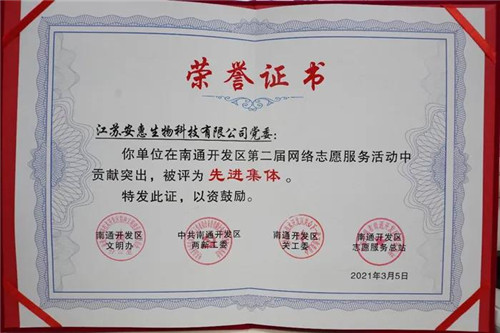 荣誉证书
江苏安惠生物科技有限公司党委：
你单位在南通开发区第二届网络志愿服务活动中
贡献突出，被评为先进集体。
特发此证，以资鼓励。
南通开发区 中共南通开发区 南通开发区 南通开发区
文明办 两新工委 关工委 志愿服务总站
2021年3月5日